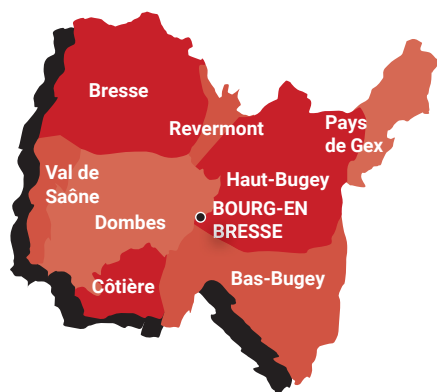 Bresse
Revermont
Pays
de Gex
Val de
Saône
Haut-Bugey
Dombes
BOURG-EN
BRESSE
Côtière
Bas-Bugey